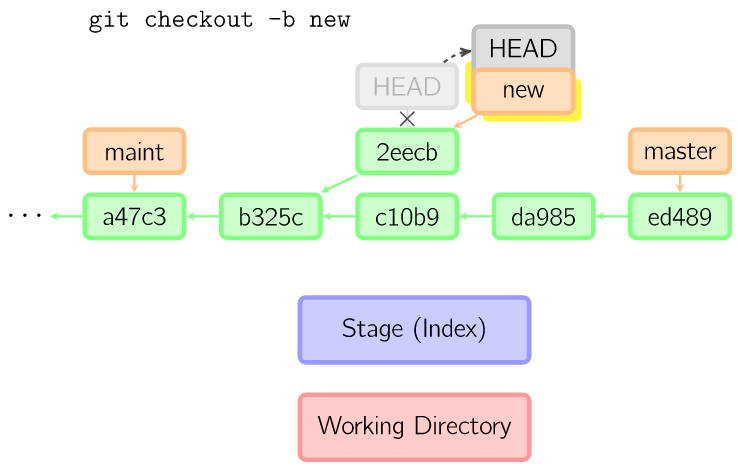 git checkout -b new
HEAD
HEAD
new
maint
2eecb
master
...
a47c3
b325c
c10b9
da985
ed489
Stage (Index)
Working Directory